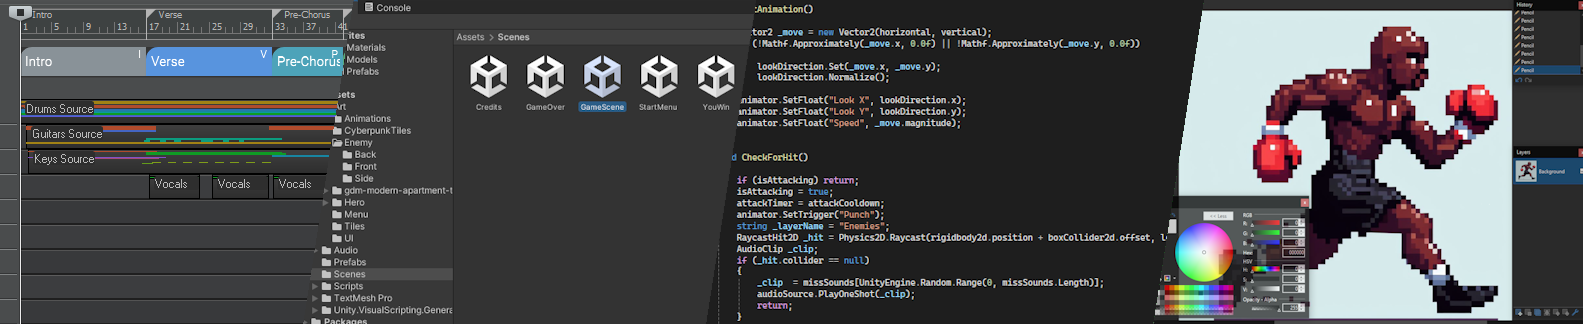 Intro
Verse
Pre-Chorus
1 5 9 13 17 21 25 29 33 37 41
I
V
P
Intro
Verse
Pre-Chorus
Drums Source
Guitars Source
Keys Source
Vocals
Vocals
Vocals
Console
rites
Materials
Models
Prefabs
sets
Art
Animations
CyberpunkTiles
Enemy
Back
Front
Side
gdm-modern-apartment-t
Hero
Menu
Tiles
UI
Audio
Prefabs
Scenes
Scripts
TextMesh Pro
Unity.VisualScripting.Genera
Packages
Assets > Scenes
Credits
GameOver
GameScene
StartMenu
YouWin
tAnimation()
ctor2 _move = new Vector2(horizontal, vertical);
(!Mathf.Approximately(_move.x, 0.0f) || !Mathf.Approximately(_move.y, 0.0f))
lookDirection.Set(_move.x, _move.y);
lookDirection.Normalize();
animator.SetFloat("Look X", lookDirection.x);
animator.SetFloat("Look Y", lookDirection.y);
animator.SetFloat("Speed", _move.magnitude);
d CheckForHit()
if (isAttacking) return;
isAttacking = true;
attackTimer = attackCooldown;
animator.SetTrigger("Punch");
string _layerName = "Enemies";
RaycastHit2D _hit = Physics2D.Raycast(rigidbody2d.position + boxCollider2d.offset, l
AudioClip _clip;
if (_hit.collider == null)
{
_clip = missSounds[UnityEngine.Random.Range(0, missSounds.Length)];
audioSource.PlayOneShot(_clip);
return;
}
History
Pencil
Pencil
Pencil
Pencil
Pencil
Pencil
Pencil
Layers
Background
<< Less
RGB
R:
G:
B:
Hex:
000000
HSV
H:
S:
V:
Opacity - Alpha